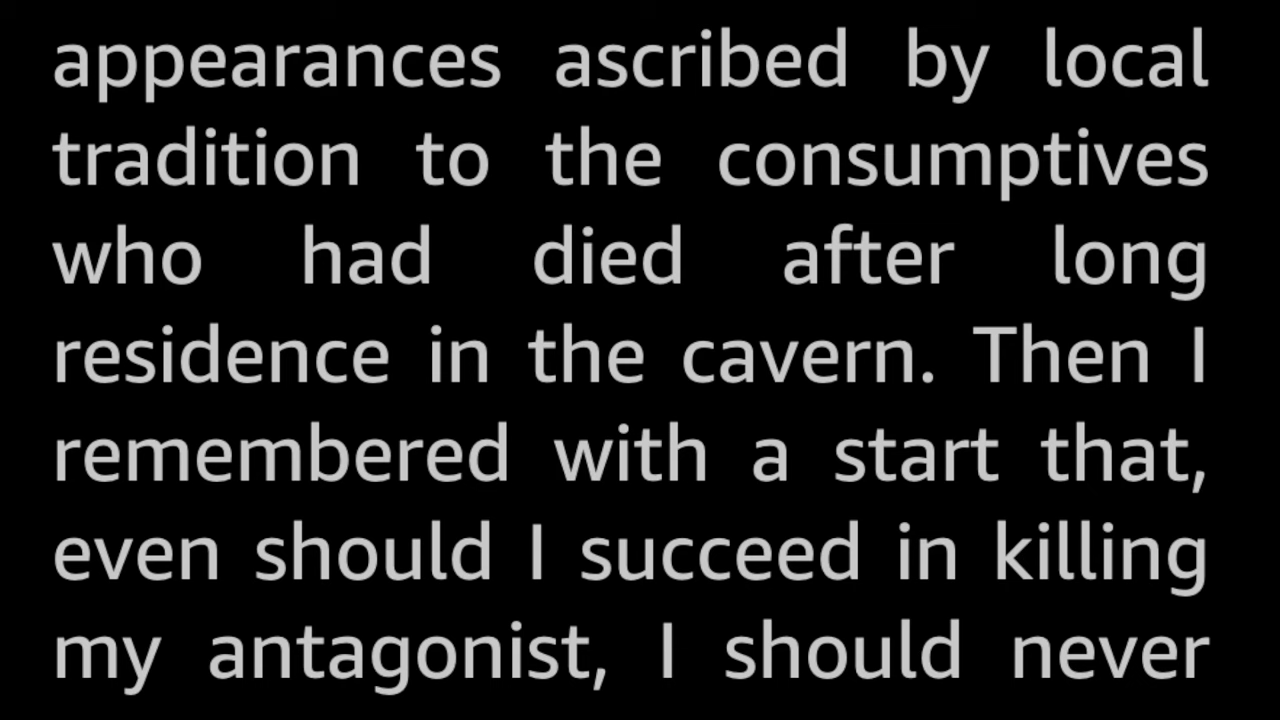 appearances ascribed by local
tradition to the consumptives
who had died after long
residence in the cavern. Then I
remembered with a start that,
even should I succeed in killing
my antagonist, I should never